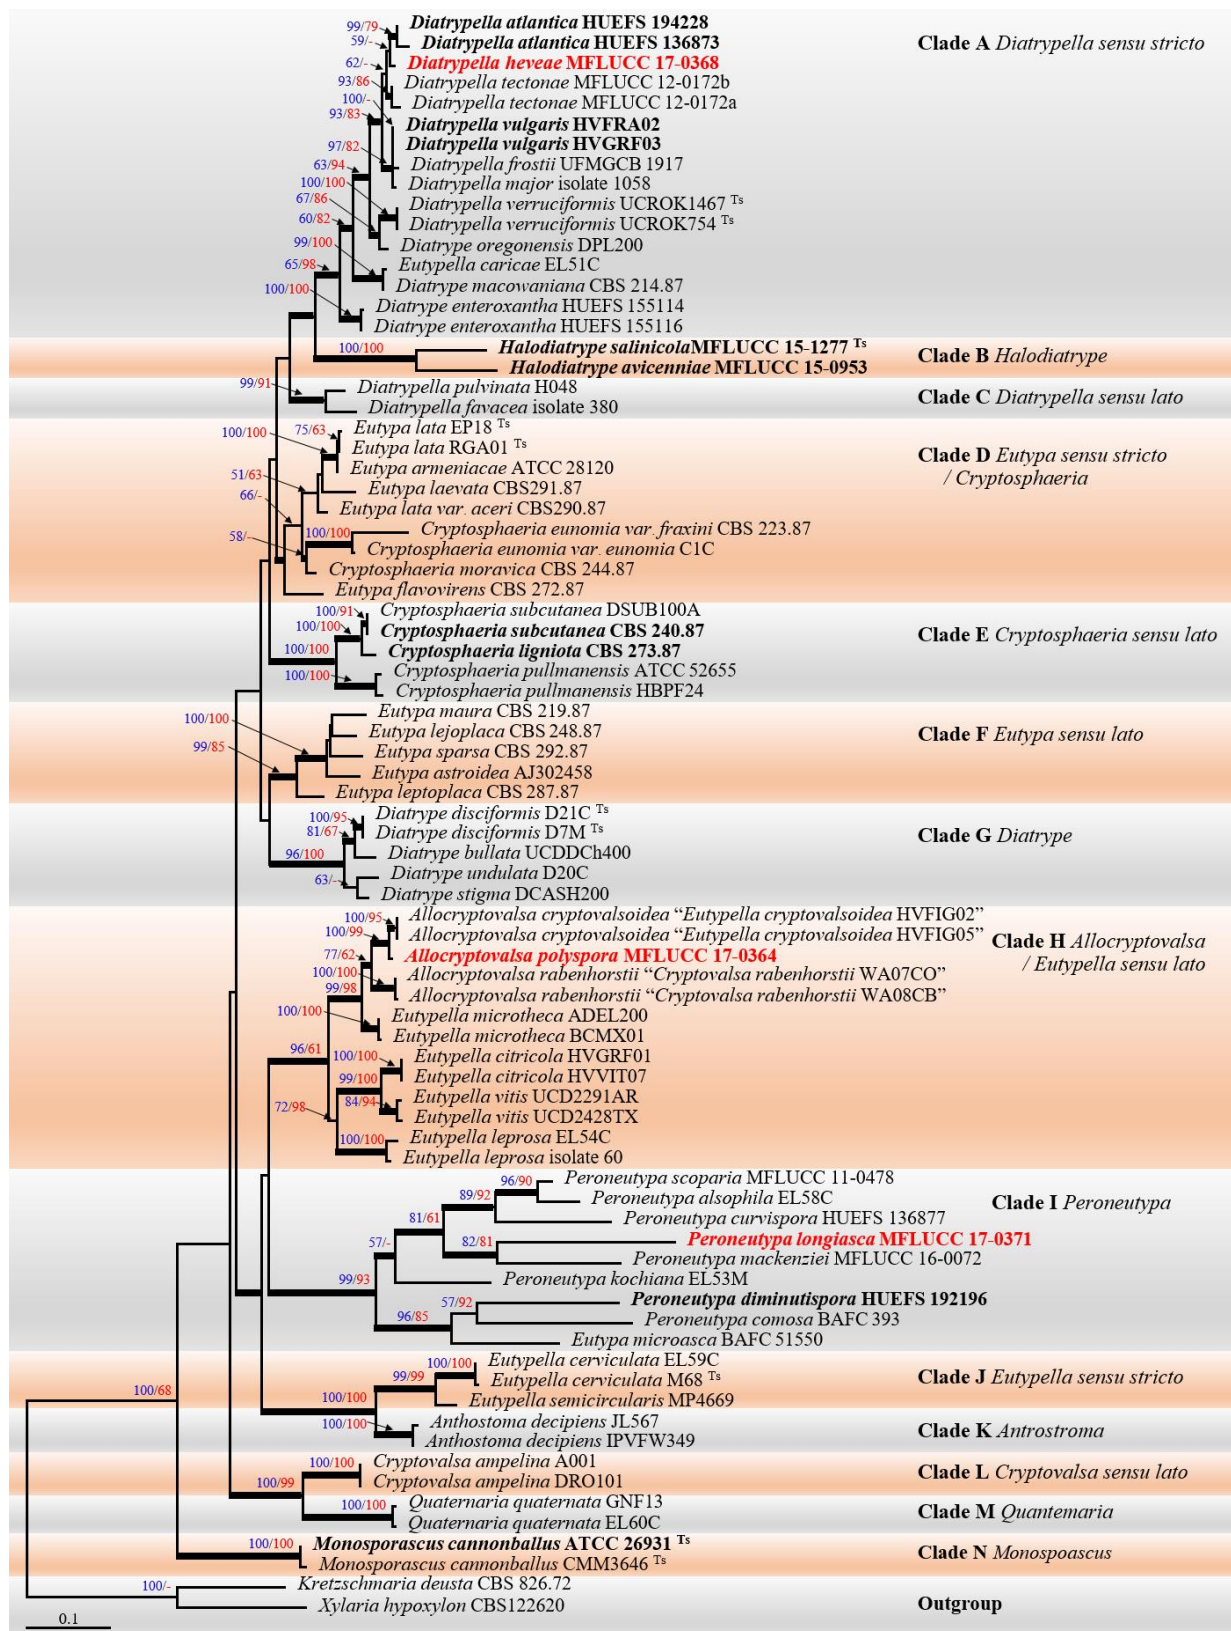 99/79
Diatrypella atlantica HUEFS 194228
59/-
Diatrypella atlantica HUEFS 136873
Clade A Diatrypella sensu stricto
62/-
Diatrypella heveae MFLUCC 17-0368
93/86
Diatrypella tectonae MFLUCC 12-0172b
100/-
Diatrypella tectonae MFLUCC 12-0172a
93/83
Diatrypella vulgaris HVFRA02
97/82
Diatrypella vulgaris HVGRF03
63/94
Diatrypella frostii UFMGCB 1917
100/100
Diatrypella major isolate 1058
67/86
Diatrypella verruciformis UCROK1467 Ts
60/82
Diatrypella verruciformis UCROK754 Ts
99/100
Diatrype oregonensis DPL200
65/98
Eutypella caricae EL51C
100/100
Diatrype macowaniana CBS 214.87
Diatrype enteroxantha HUEFS 155114
Diatrype enteroxantha HUEFS 155116
100/100
Halodiatrype salinicolaMFLUCC 15-1277 Ts
Clade B Halodiatrype
Halodiatrype avicenniae MFLUCC 15-0953
99/91
Diatrypella pulvinata H048
Clade C Diatrypella sensu lato
Diatrypella favacea isolate 380
100/100
75/63
Eutypa lata EP18 Ts
Eutypa lata RGA01 Ts
Clade D Eutypa sensu stricto
/ Cryptosphaeria
51/63
Eutypa armeniacae ATCC 28120
66/-
Eutypa laevata CBS291.87
Eutypa lata var. aceri CBS290.87
58/-
100/100
Cryptosphaeria eunomia var. fraxini CBS 223.87
Cryptosphaeria eunomia var. eunomia C1C
Cryptosphaeria moravica CBS 244.87
Eutypa flavovirens CBS 272.87
100/91
Cryptosphaeria subcutanea DSUB100A
100/100
Cryptosphaeria subcutanea CBS 240.87
Clade E Cryptosphaeria sensu lato
100/100
Cryptosphaeria ligniota CBS 273.87
100/100
Cryptosphaeria pullmanensis ATCC 52655
Cryptosphaeria pullmanensis HBPF24
100/100
Eutypa maura CBS 219.87
99/85
Eutypa lejoplaca CBS 248.87
Clade F Eutypa sensu lato
Eutypa sparsa CBS 292.87
Eutypa astroidea AJ302458
Eutypa leptoplaca CBS 287.87
100/95
Diatrype disciformis D21C Ts
81/67
Diatrype disciformis D7M Ts
Clade G Diatrype
96/100
Diatrype bullata UCDDCh400
63/-
Diatrype undulata D20C
Diatrype stigma DCASH200
100/95
Allocryptovalsa cryptovalsoidea “Eutypella cryptovalsoidea HVFIG02”
100/99
Allocryptovalsa cryptovalsoidea “Eutypella cryptovalsoidea HVFIG05”
Clade H Allocryptovalsa
/ Eutypella sensu lato
77/62
Allocryptovalsa polyspora MFLUCC 17-0364
100/100
Allocryptovalsa rabenhorstii “Cryptovalsa rabenhorstii WA07CO”
99/98
Allocryptovalsa rabenhorstii “Cryptovalsa rabenhorstii WA08CB”
100/100
Eutypella microtheca ADEL200
Eutypella microtheca BCMX01
96/61
100/100
Eutypella citricola HVGRF01
99/100
Eutypella citricola HVVIT07
84/94
Eutypella vitis UCD2291AR
72/98
Eutypella vitis UCD2428TX
100/100
Eutypella leprosa EL54C
Eutypella leprosa isolate 60
96/90
Peroneutypa scoparia MFLUCC 11-0478
89/92
Peroneutypa alsophila EL58C
Clade I Peroneutypa
81/61
Peroneutypa curvispora HUEFS 136877
57/-
82/81
Peroneutypa longiasca MFLUCC 17-0371
Peroneutypa mackenziei MFLUCC 16-0072
99/93
Peroneutypa kochiana EL53M
57/92
Peroneutypa diminutispora HUEFS 192196
96/85
Peroneutypa comosa BAFC 393
Eutypa microasca BAFC 51550
100/100
Eutypella cerviculata EL59C
99/99
Eutypella cerviculata M68 Ts
Clade J Eutypella sensu stricto
100/68
100/100
Eutypella semicircularis MP4669
100/100
Anthostoma decipiens JL567
Clade K Antrostroma
Anthostoma decipiens IPVFW349
100/100
Cryptovalsa ampelina A001
Clade L Cryptovalsa sensu lato
100/99
Cryptovalsa ampelina DRO101
100/100
Quaternaria quaternata GNF13
Clade M Quantemaria
Quaternaria quaternata EL60C
100/100
Monosporascus cannonballus ATCC 26931 Ts
Clade N Monospoascus
Monosporascus cannonballus CMM3646 Ts
100/-
Kretzschmaria deusta CBS 826.72
Xylaria hypoxylon CBS122620
Outgroup
0.1